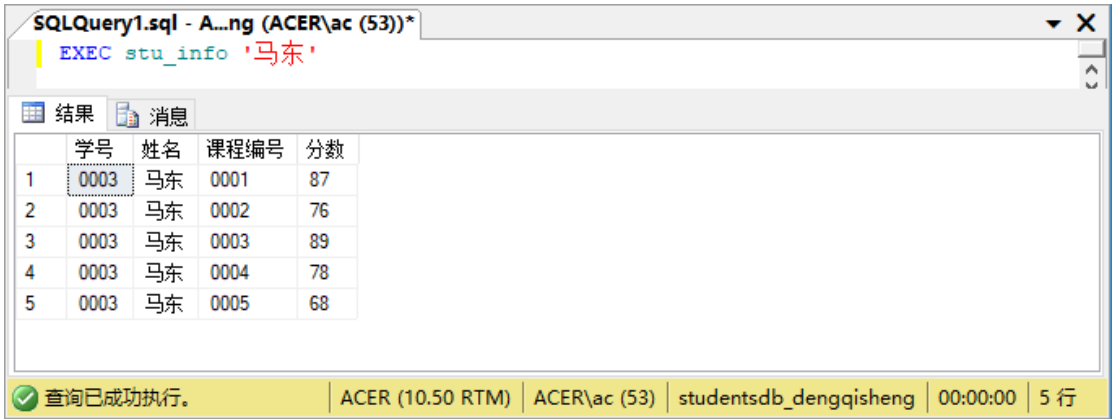 SQLQuery1.sql - A...ng (ACER\ac (53))*
EXEC stu_info '马东'
结果 消息
学号 姓名 课程编号 分数
1 0003 马东 0001 87
2 0003 马东 0002 76
3 0003 马东 0003 89
4 0003 马东 0004 78
5 0003 马东 0005 68
查询已成功执行。 ACER (10.50 RTM) ACER\ac (53) studentsdb_dengqisheng 00:00:00 5 行